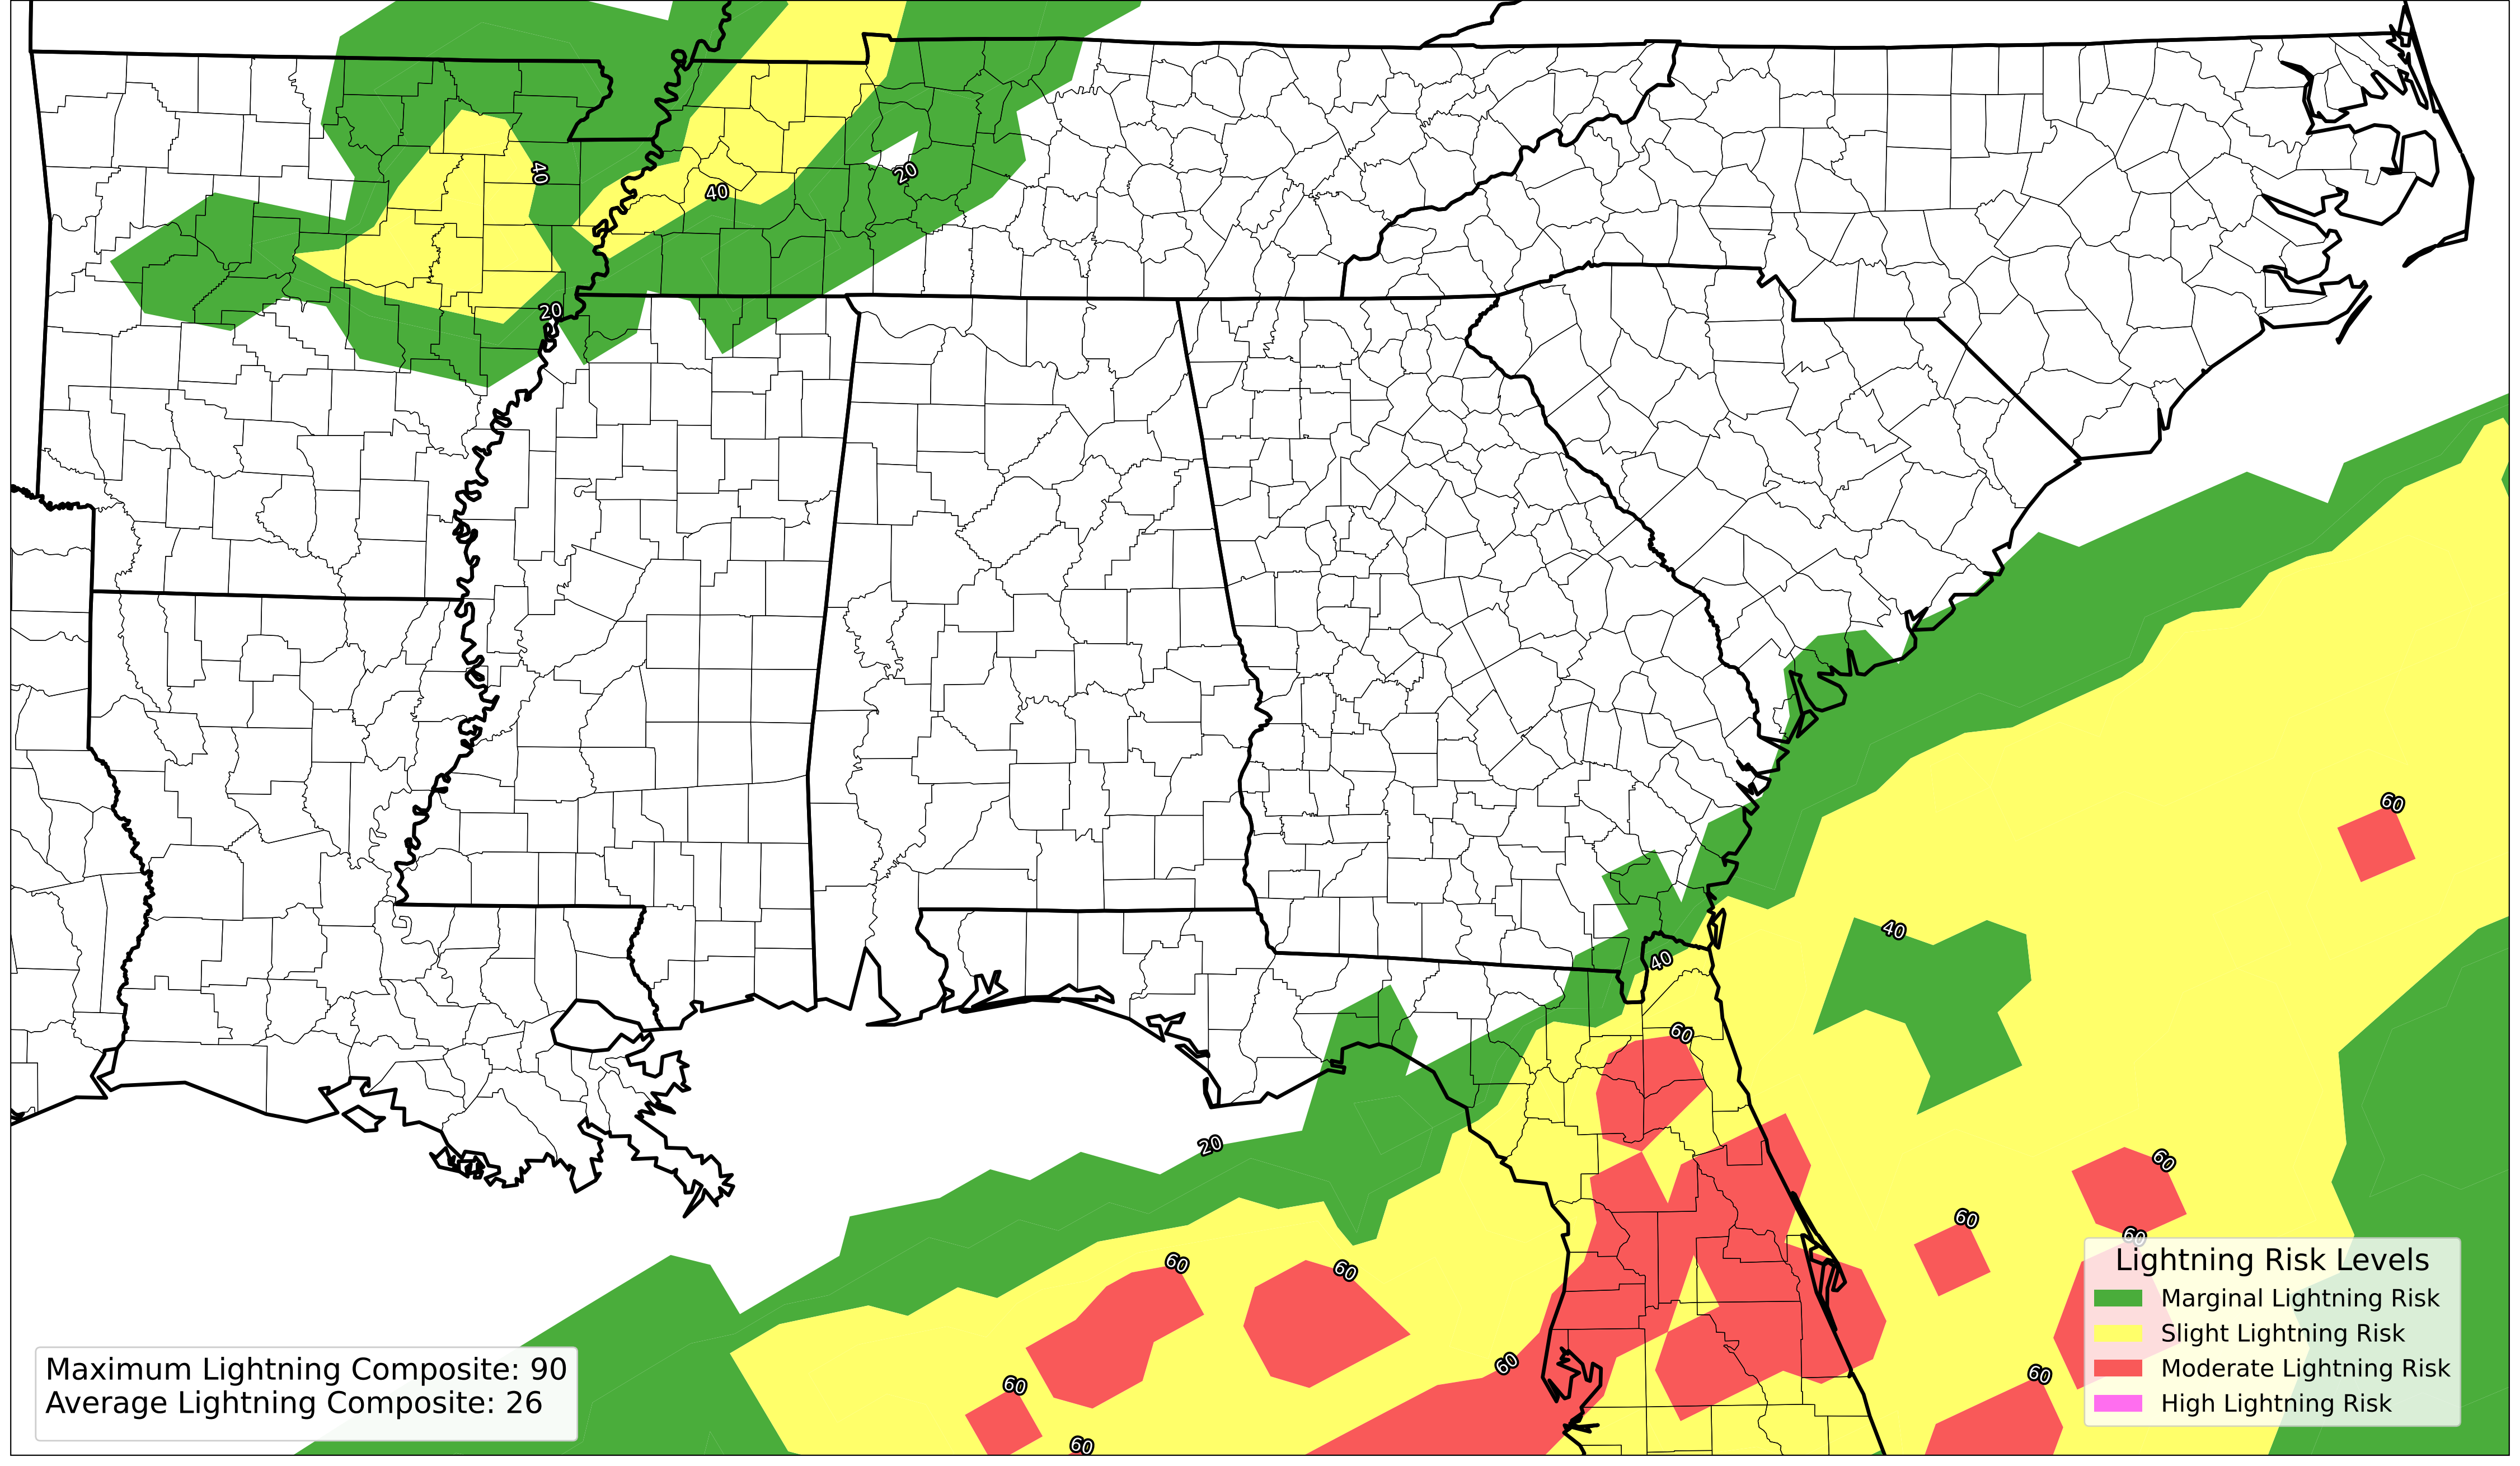 40
40
20
20
60
40
40
60
20
60
60
60
60
60
60
60
60
60
Lightning Risk Levels
Marginal Lightning Risk
Slight Lightning Risk
Moderate Lightning Risk
High Lightning Risk
Maximum Lightning Composite: 90
Average Lightning Composite: 26